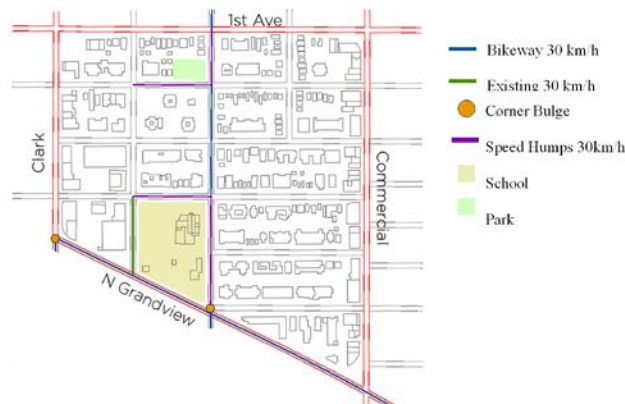 1st Ave
Clark
Commercial
N Grandview
Bikeway 30 km/h
Existing 30 km/h
Corner Bulge
Speed Humps 30km/h
School
Park